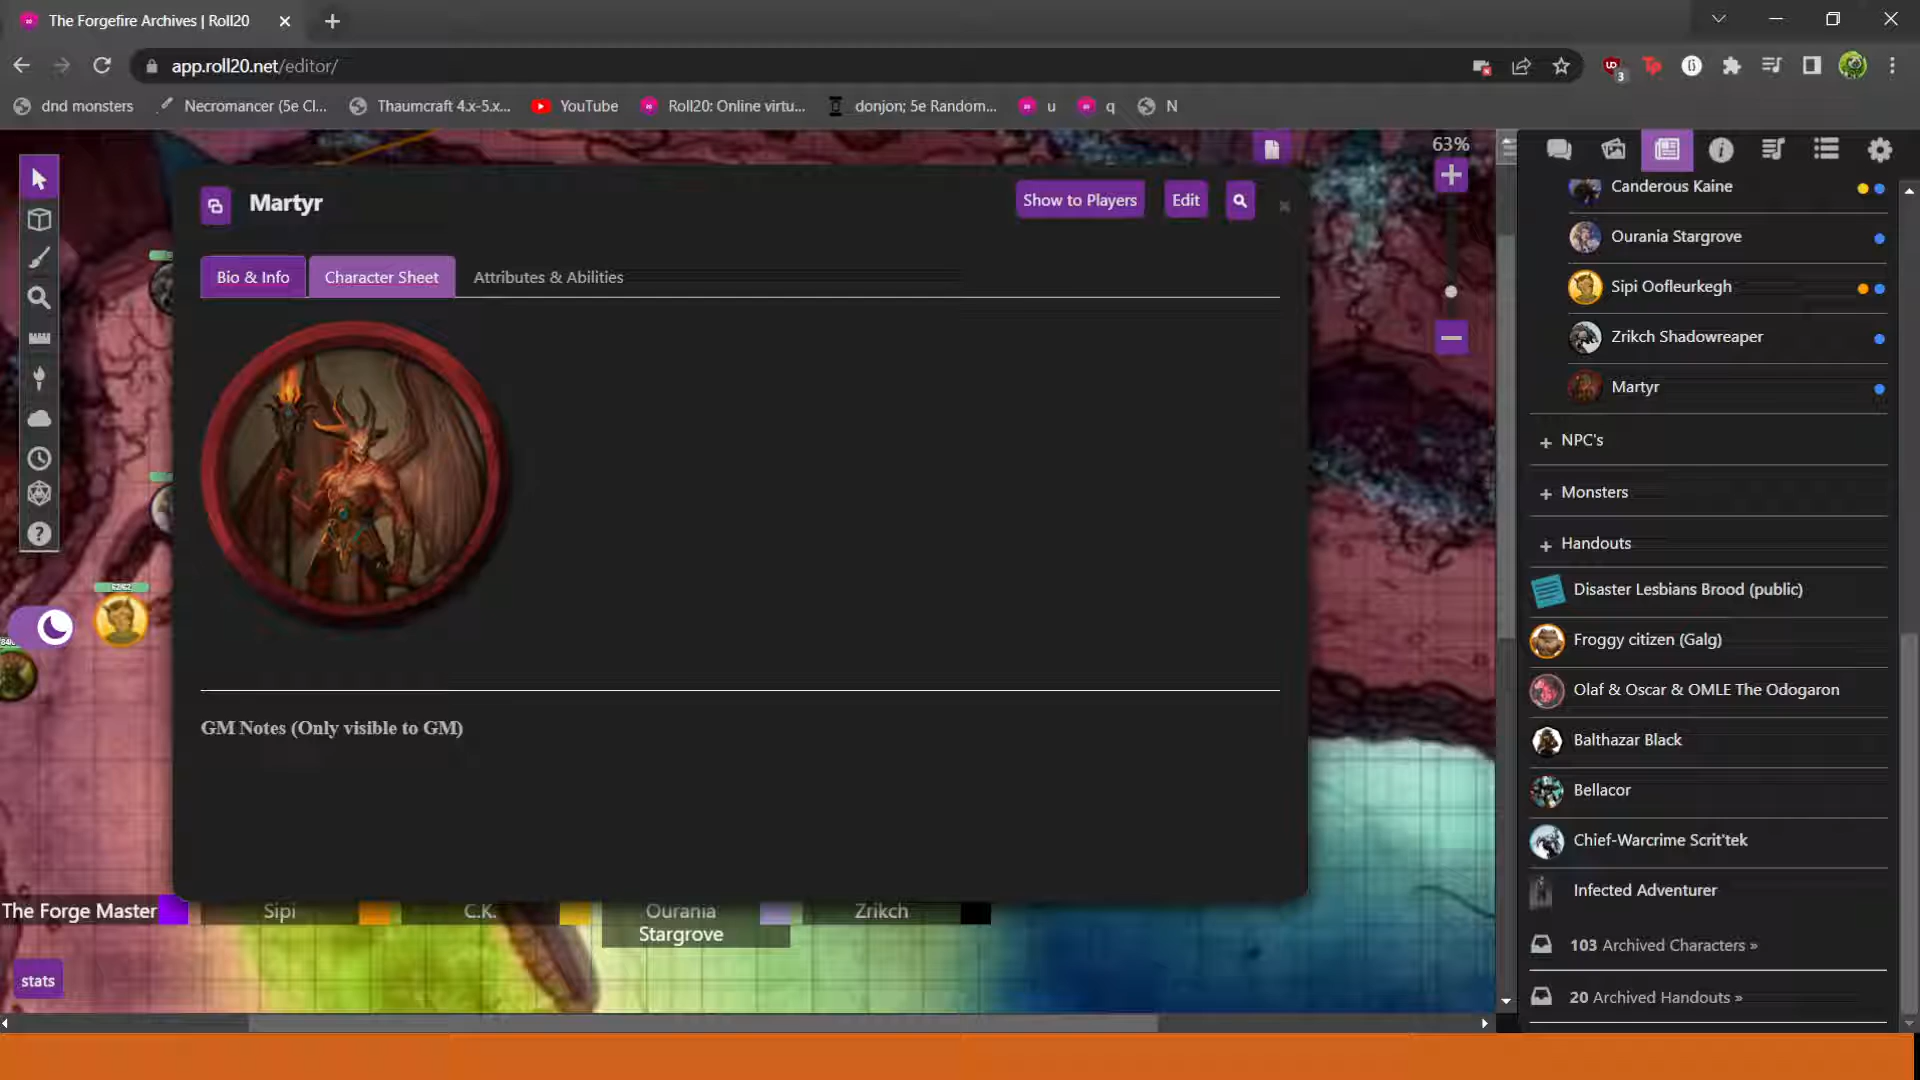 The Forgefire Archives | Roll20
app.roll20.net/editor/
3
dnd monsters
Necromancer (5e Cl...
Thaumcraft 4.x-5.x...
YouTube
Roll20: Online virtu...
donjon; 5e Random...
u
q
N
63%
Martyr
Show to Players
Edit
Bio & Info
Character Sheet
Attributes & Abilities
GM Notes (Only visible to GM)
Canderous Kaine
Ourania Stargrove
Sipi Oofleurkegh
Zrikch Shadowreaper
Martyr
NPC's
Monsters
Handouts
Disaster Lesbians Brood (public)
Froggy citizen (Galg)
Olaf & Oscar & OMLE The Odogaron
Balthazar Black
Bellacor
Chief-Warcrime Scrit'tek
Infected Adventurer
103 Archived Characters »
20 Archived Handouts »
The Forge Master
Sipi
C.K.
Ourania
Stargrove
Zrikch
stats